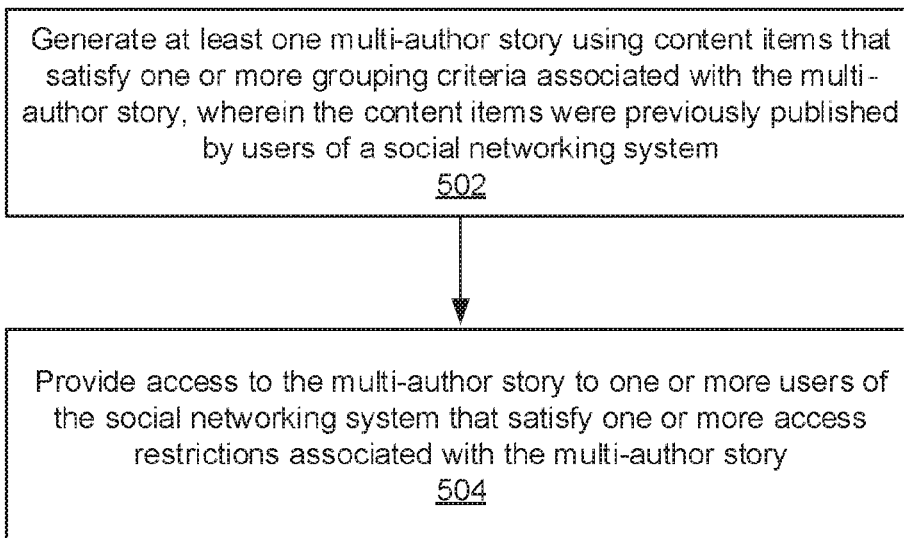 Generate at least one multi-author story using content items that
satisfy one or more grouping criteria associated with the multi-
author story, wherein the content items were previously published
by users of a social networking system
502
Provide access to the multi-author story to one or more users of
the social networking system that satisfy one or more access
restrictions associated with the multi-author story
504